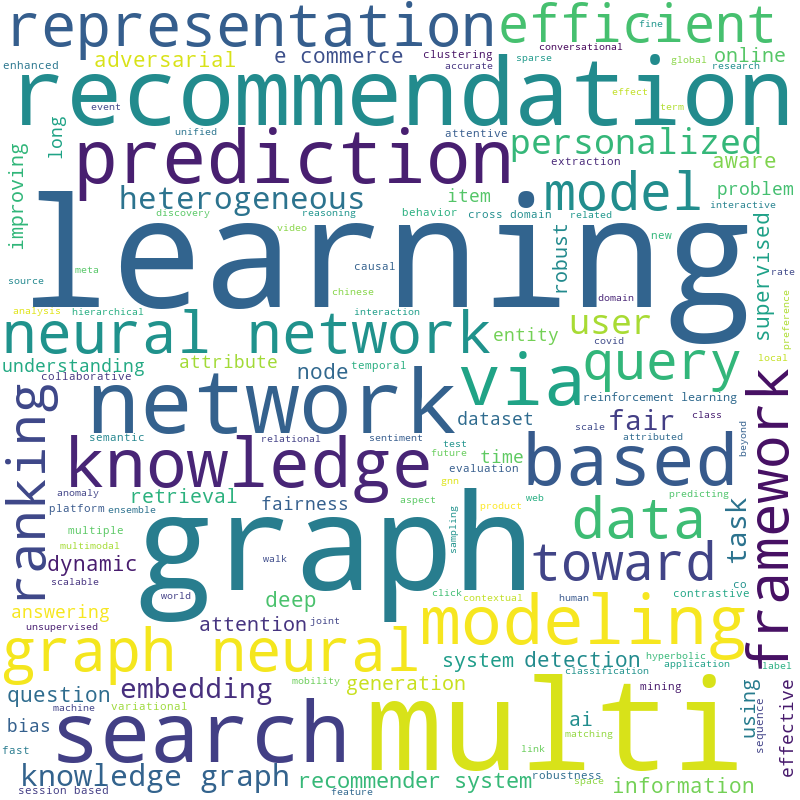 representation
efficient
fine
conversational
adversarial
e commerce
clustering
sparse
global
online
enhanced
accurate
research
recommendation
effect
event
term
unified
attentive
long
prediction
personalized
improving
extraction
aware
heterogeneous
item
model
problem
interactive
discovery
reasoning
behavior
cross domain
related
video
learning
robust
new
supervised
causal
meta
source
chinese
domain
rate
analysis
hierarchical
interaction
preference
neural network
entity
user
covid
understanding
attribute
temporal
query
local
collaborative
node
via
reinforcement learning
network
dataset
fair
scale
class
framework
semantic
relational
sentiment
test
attributed
beyond
ranking
knowledge
future
time
based
evaluation
anomaly
gnn
predicting
retrieval
fairness
aspect
product
web
platform
ensemble
data
task
multiple
sampling
multimodal
graph
toward
dynamic
walk
scalable
click
co
contrastive
world
deep
contextual
human
answering
attention
joint
modeling
unsupervised
graph neural
system
detection
hyperbolic
application
classification
label
question
embedding
mobility
generation
mining
using
sequence
effective
bias
machine
variational
search
multi
ai
matching
fast
link
knowledge graph
recommender system
robustness
space
information
session based
feature